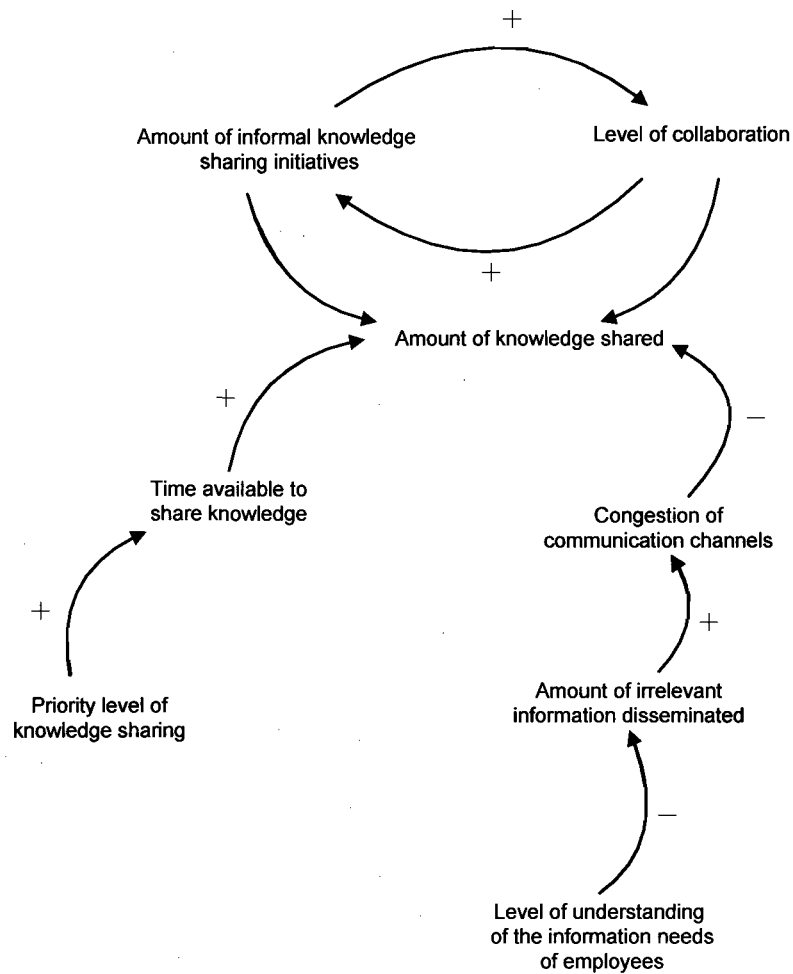 +
Amount of informal knowledge
sharing initiatives
Level of collaboration
+
Amount of knowledge shared
+
−
Time available to
share knowledge
Congestion of
communication channels
+
+
Priority level of
knowledge sharing
Amount of irrelevant
information disseminated
−
Level of understanding
of the information needs
of employees